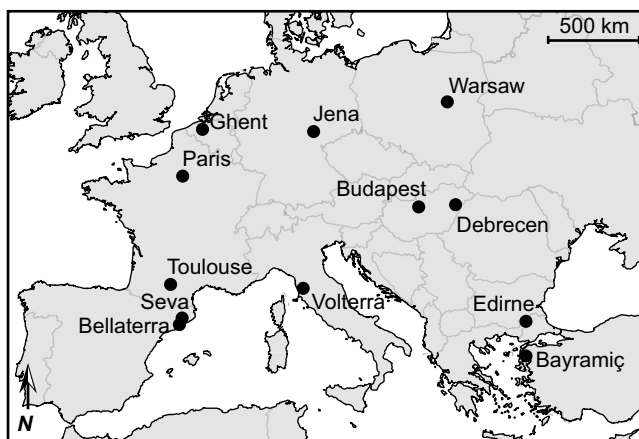 500 km
Warsaw
Ghent
Jena
Paris
Budapest
Debrecen
Toulouse
Seva
Volterra
Edirne
Bellaterra
Bayramiç
N